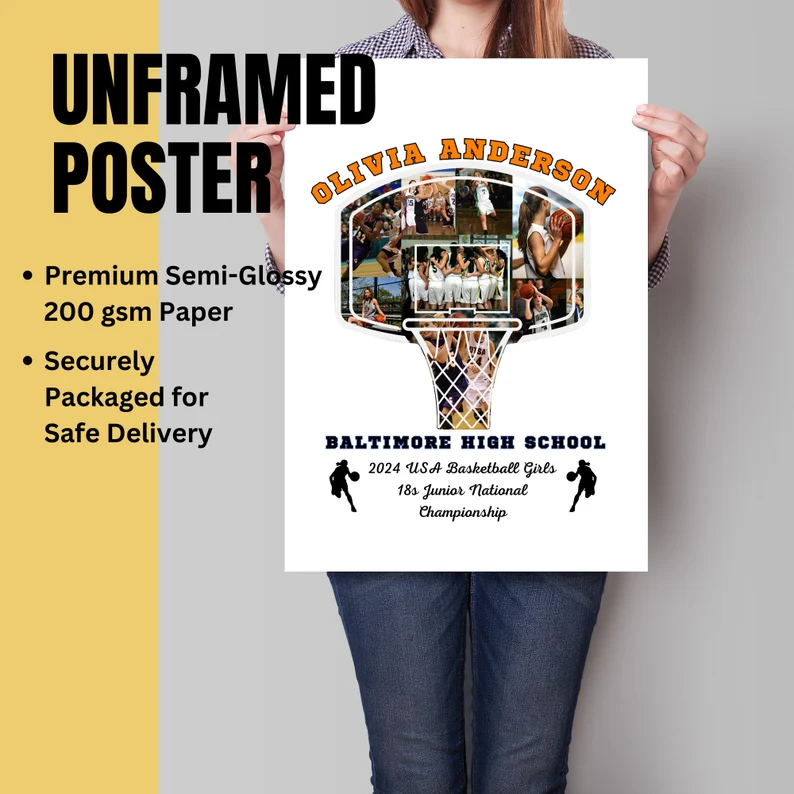 UNFRAMED
POSTER
• Premium Semi-Glossy
200 gsm Paper
• Securely
Packaged for
Safe Delivery
OLIVIA ANDERSON
BALTIMORE HIGH SCHOOL
2024 USA Basketball Girls
18s Junior National
Championship